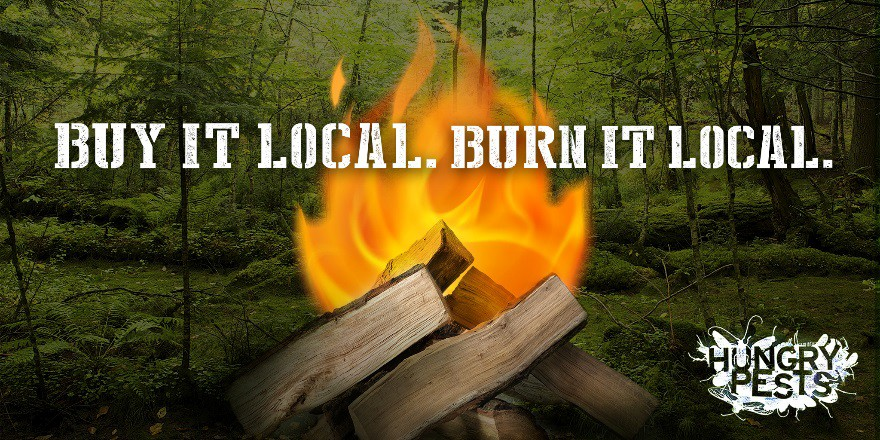 BUY IT LOCAL. BURN IT LOCAL.
HUNGRY
PESTS